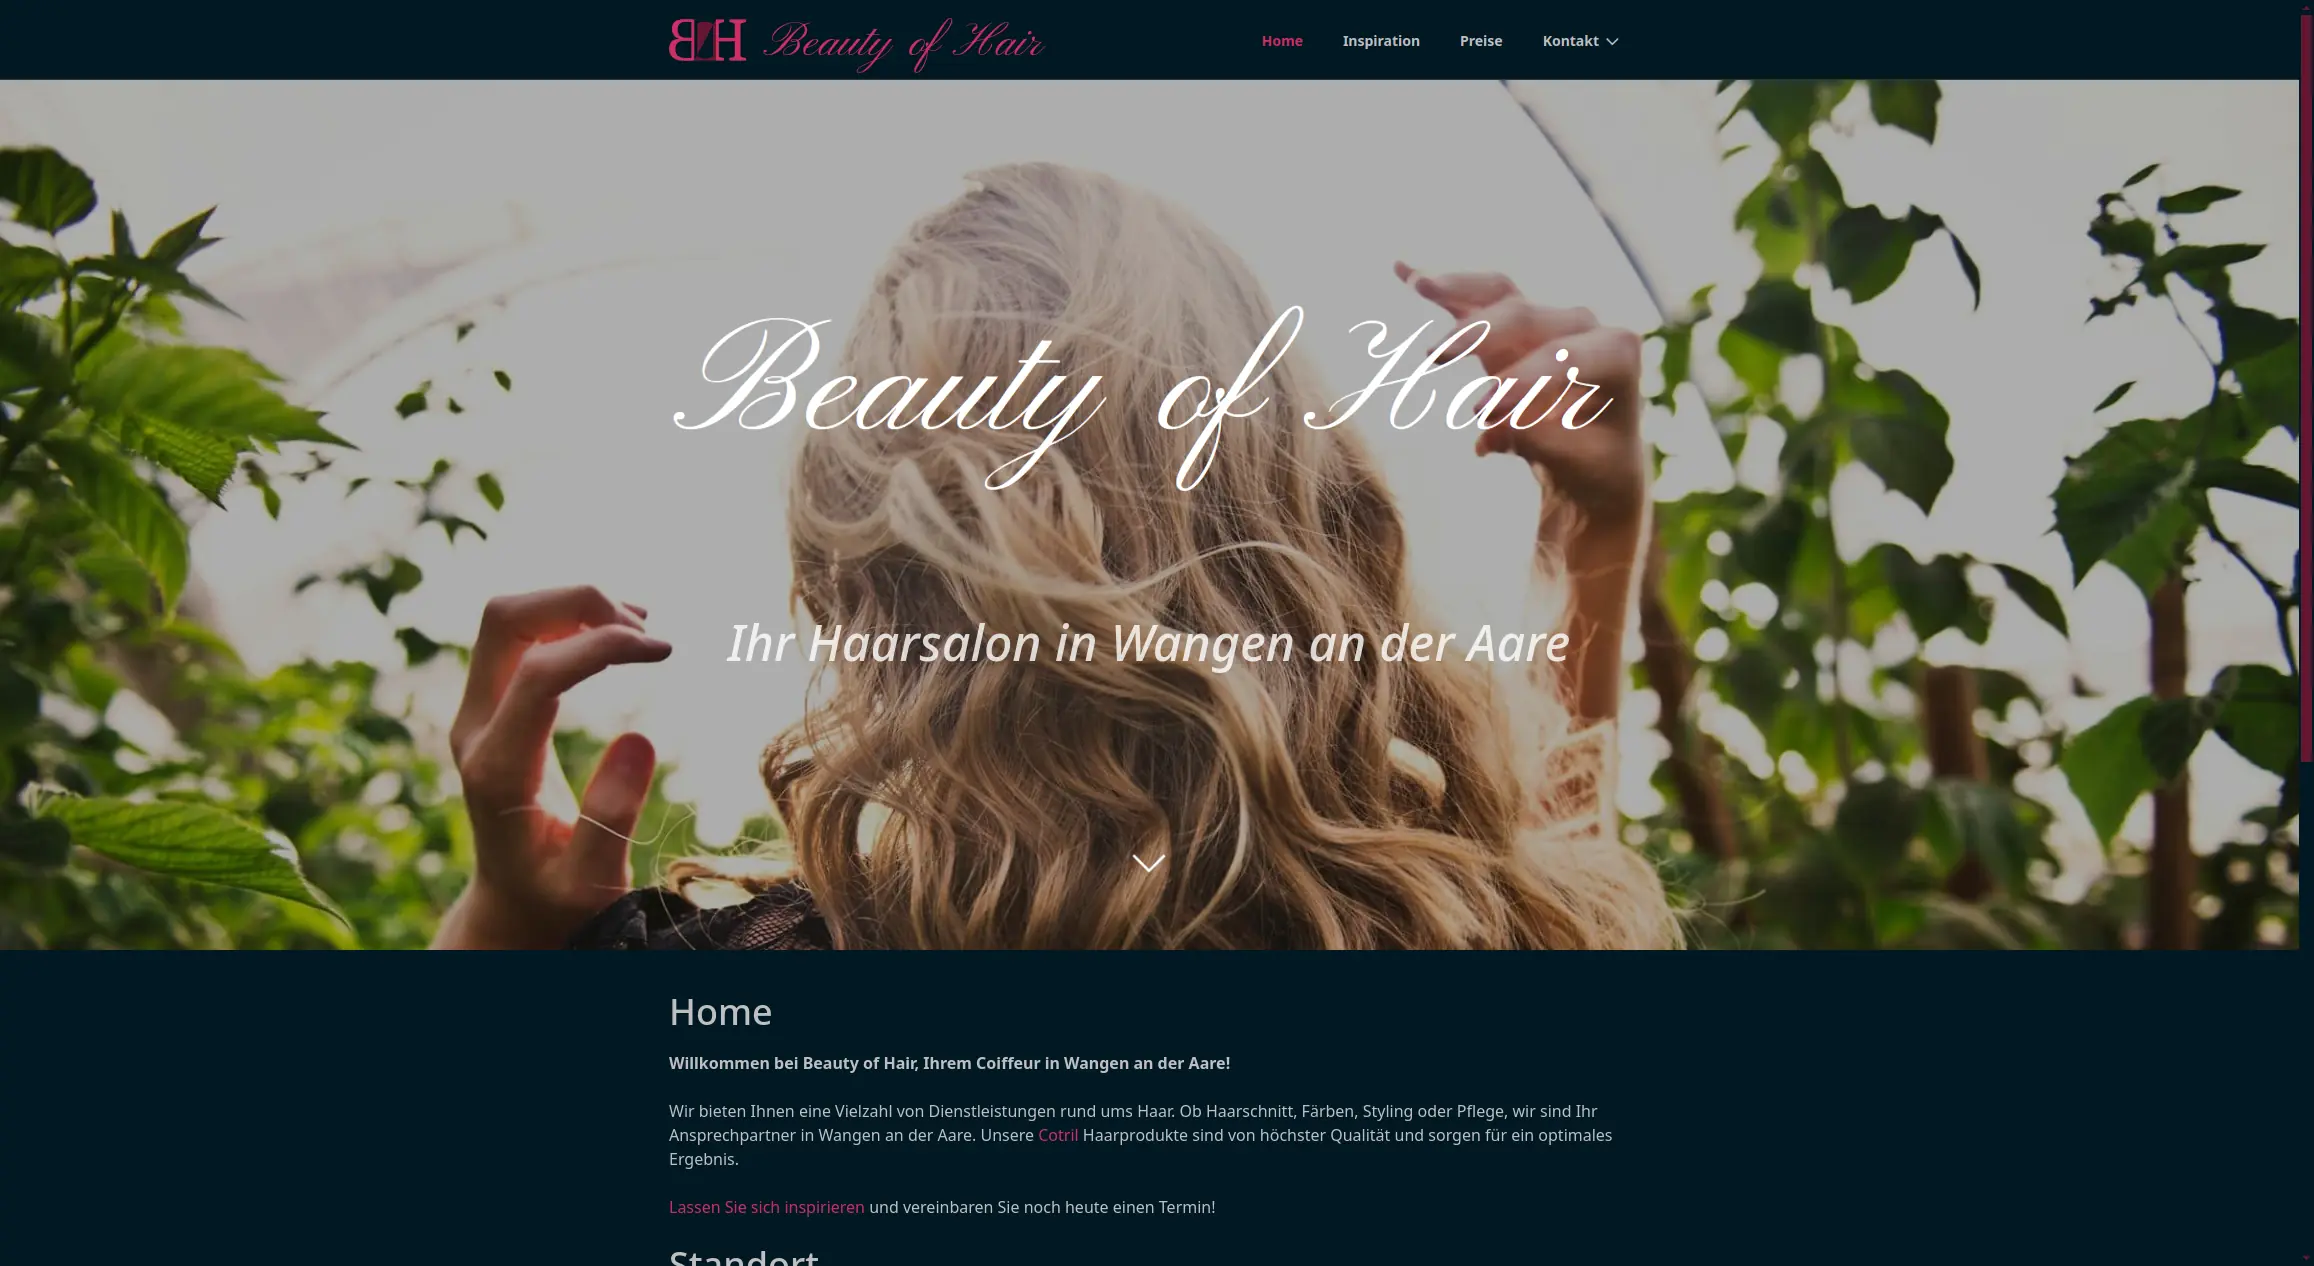 BH Beauty of Hair
Home Inspiration Preise Kontakt
Beauty of Hair
Ihr Haarsalon in Wangen an der Aare
Home
Willkommen bei Beauty of Hair, Ihrem Coiffeur in Wangen an der Aare!
Wir bieten Ihnen eine Vielzahl von Dienstleistungen rund ums Haar. Ob Haarschnitt, Färben, Styling oder Pflege, wir sind Ihr
Ansprechpartner in Wangen an der Aare. Unsere Cotril Haarprodukte sind von höchster Qualität und sorgen für ein optimales
Ergebnis.
Lassen Sie sich inspirieren und vereinbaren Sie noch heute einen Termin!
Standort